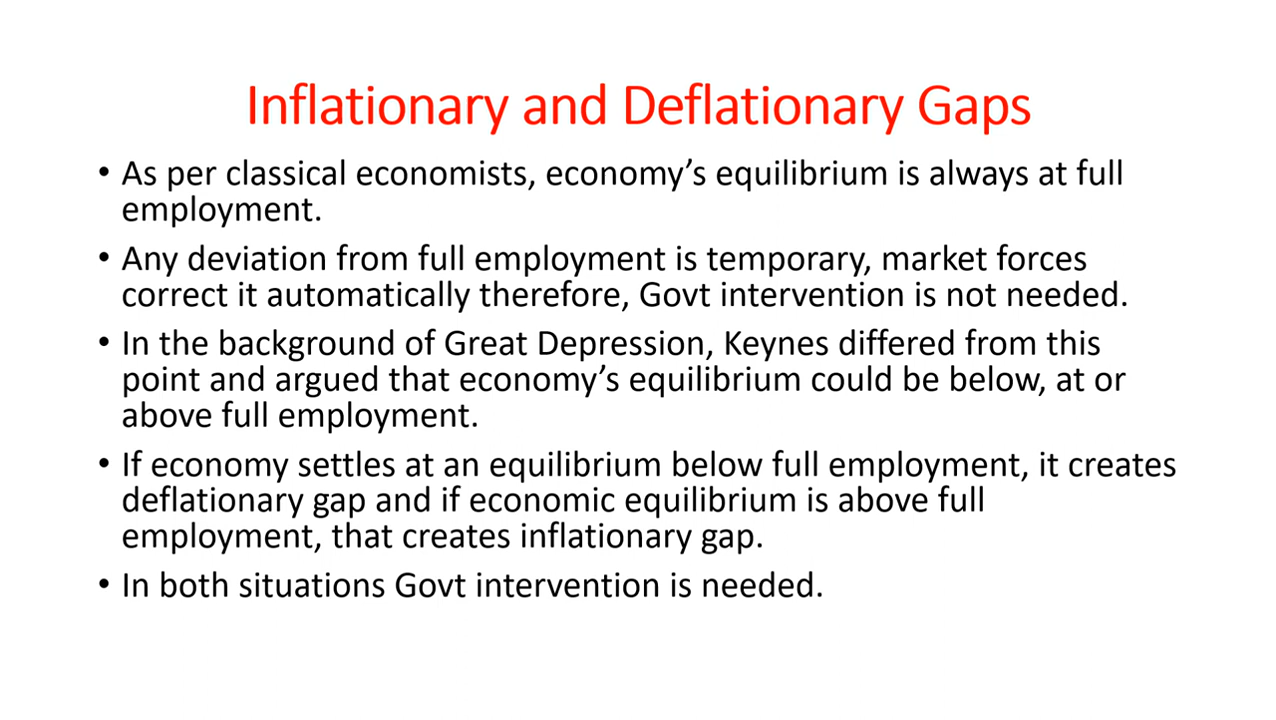 Inflationary and Deflationary Gaps
• As per classical economists, economy’s equilibrium is always at full
employment.
• Any deviation from full employment is temporary, market forces
correct it automatically therefore, Govt intervention is not needed.
• In the background of Great Depression, Keynes differed from this
point and argued that economy’s equilibrium could be below, at or
above full employment.
• If economy settles at an equilibrium below full employment, it creates
deflationary gap and if economic equilibrium is above full
employment, that creates inflationary gap.
• In both situations Govt intervention is needed.